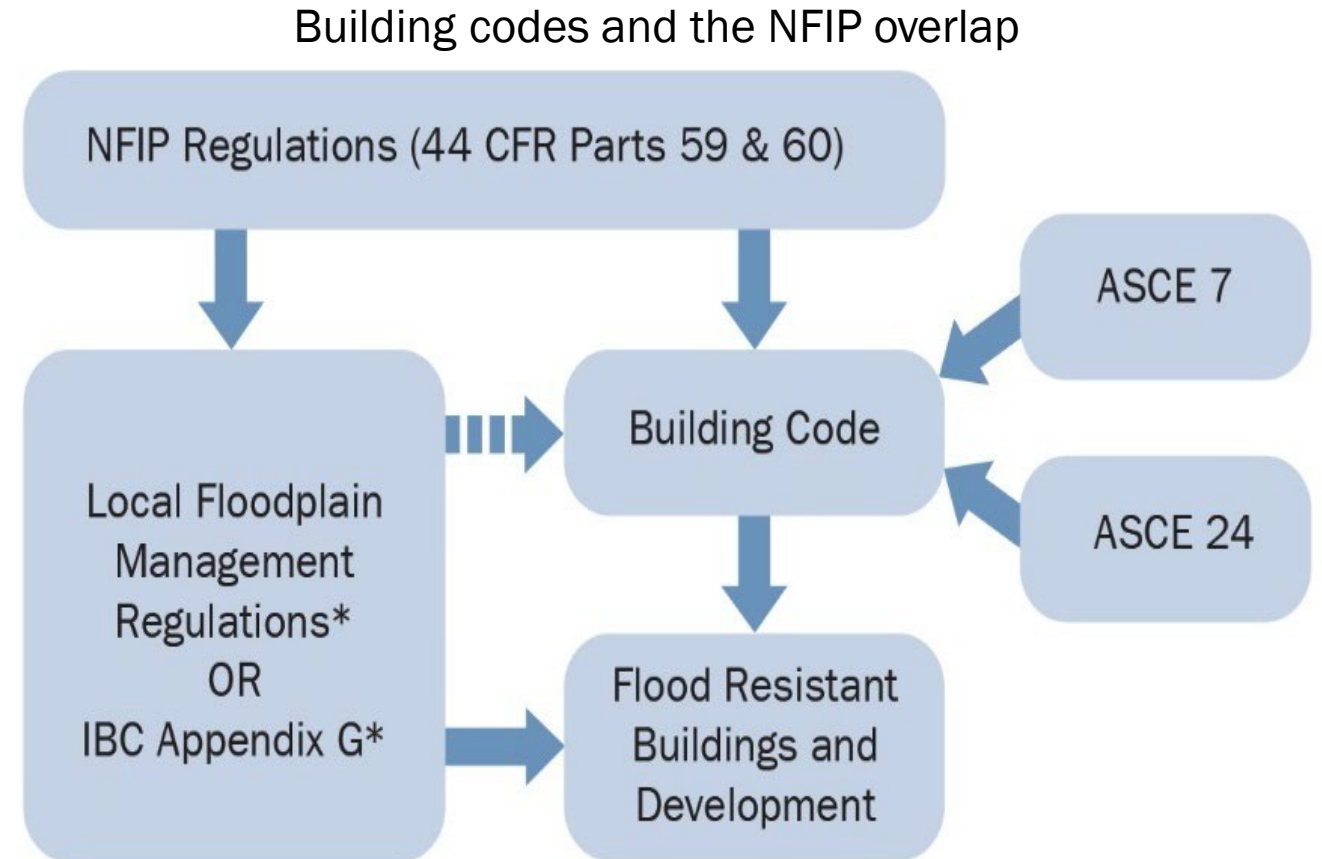 Building codes and the NFIP overlap
NFIP Regulations (44 CFR Parts 59 & 60)
ASCE 7
Building Code
Local Floodplain
Management
Regulations*
OR
IBC Appendix G*
ASCE 24
Flood Resistant
Buildings and
Development